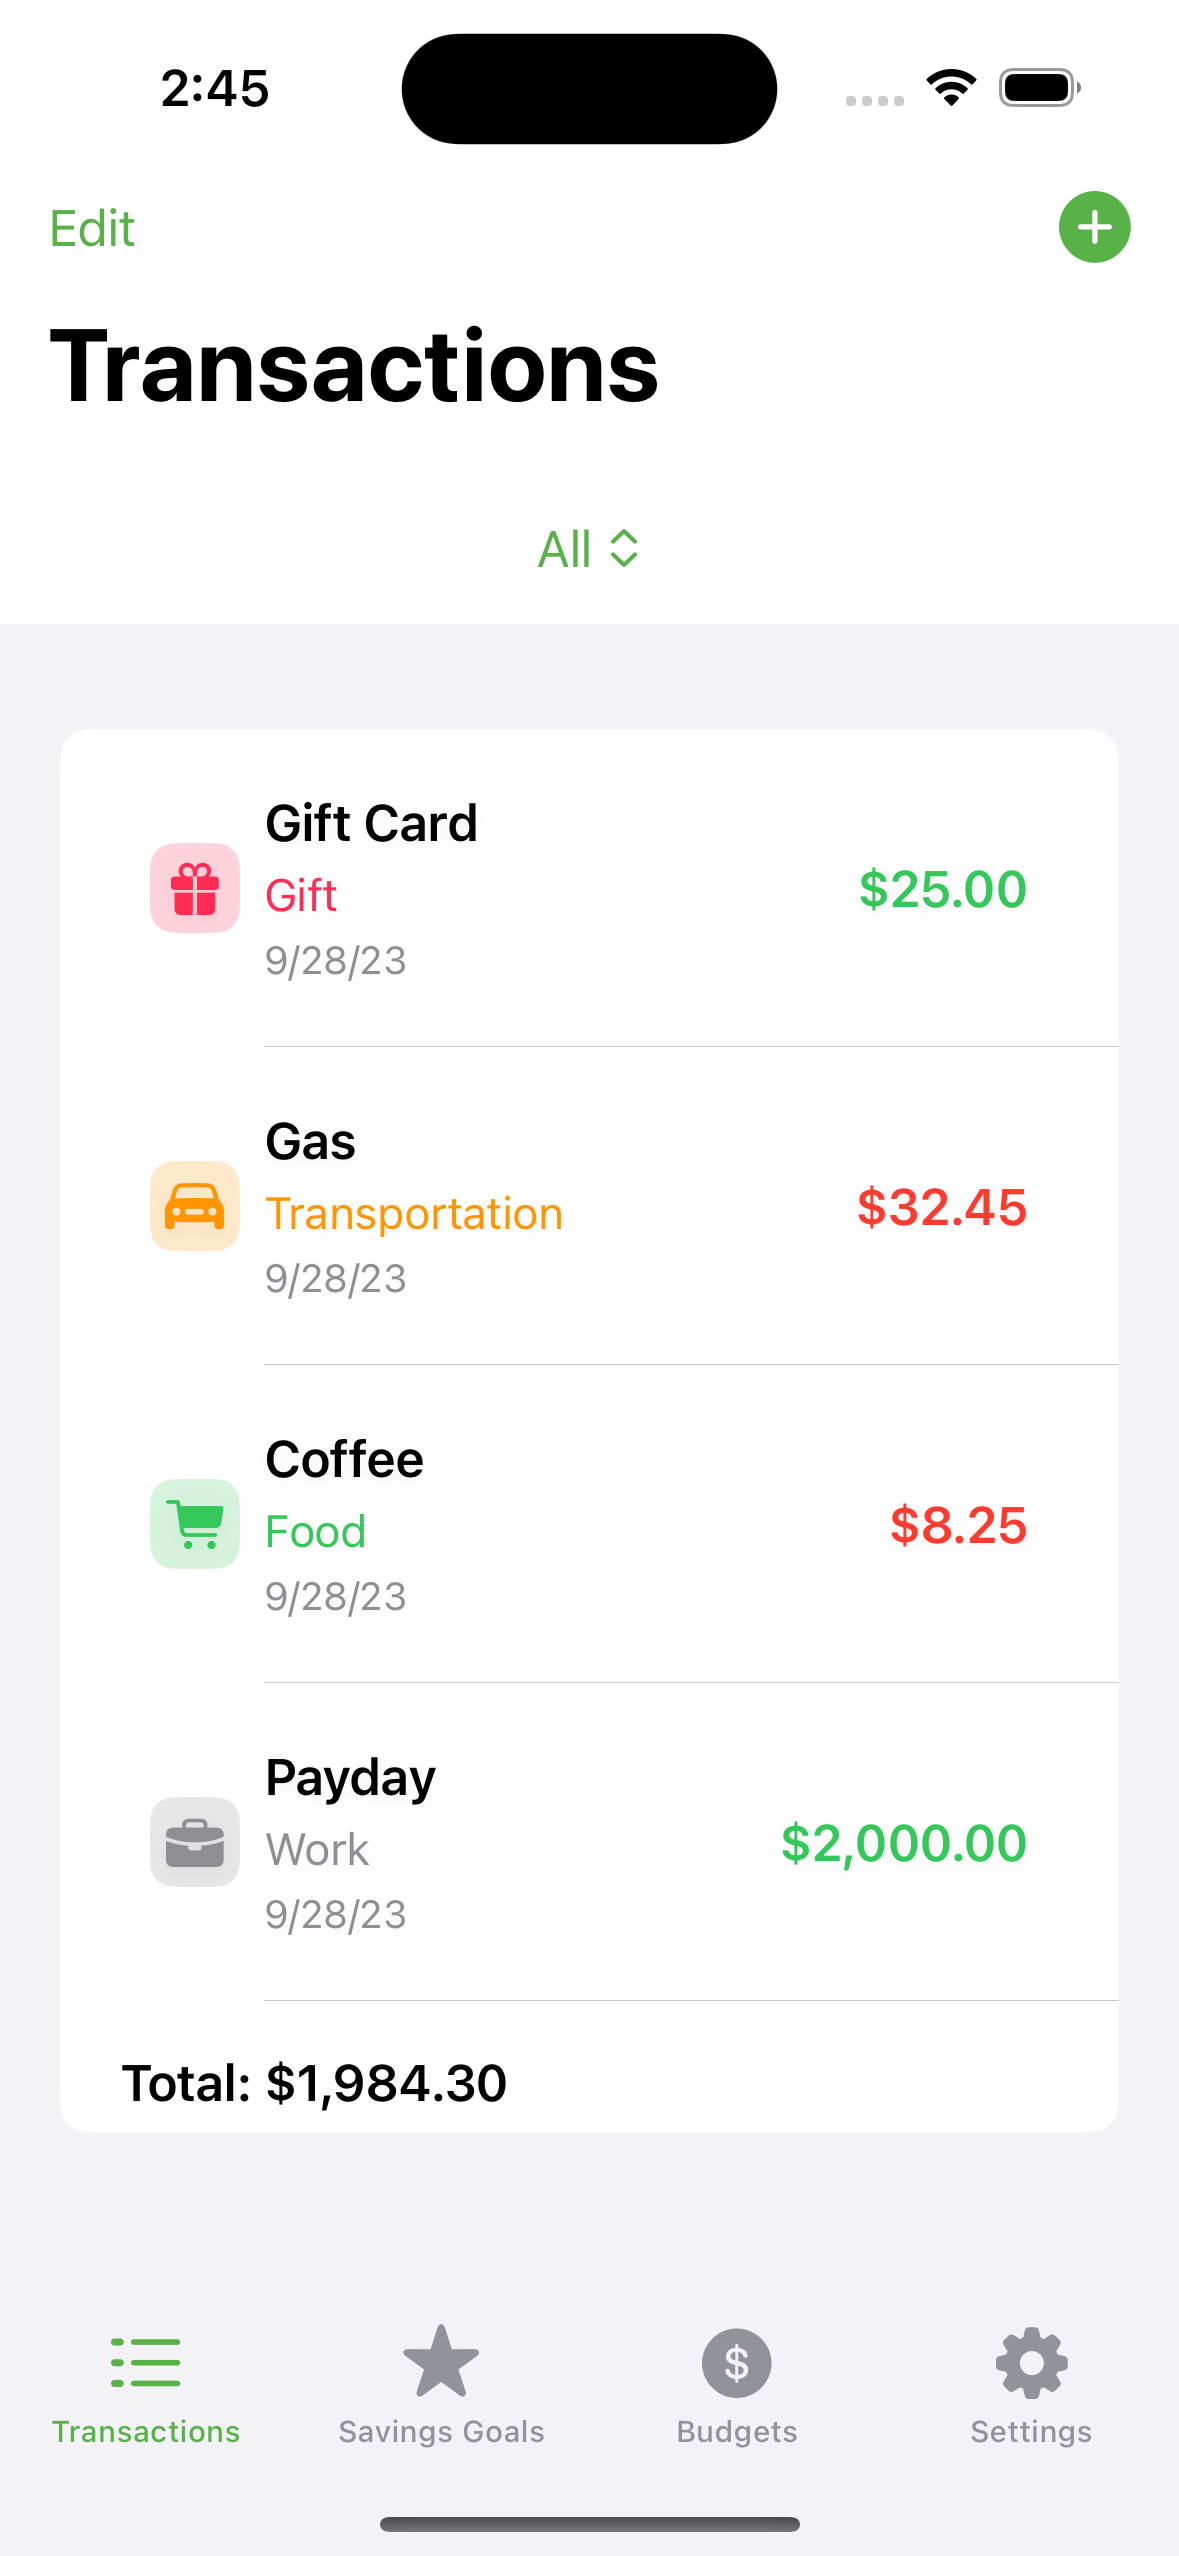 2:45
Edit
Transactions
All
Gift Card
Gift
9/28/23
$25.00
Gas
Transportation
9/28/23
$32.45
Coffee
Food
9/28/23
$8.25
Payday
Work
9/28/23
$2,000.00
Total: $1,984.30
Transactions
Savings Goals
Budgets
Settings